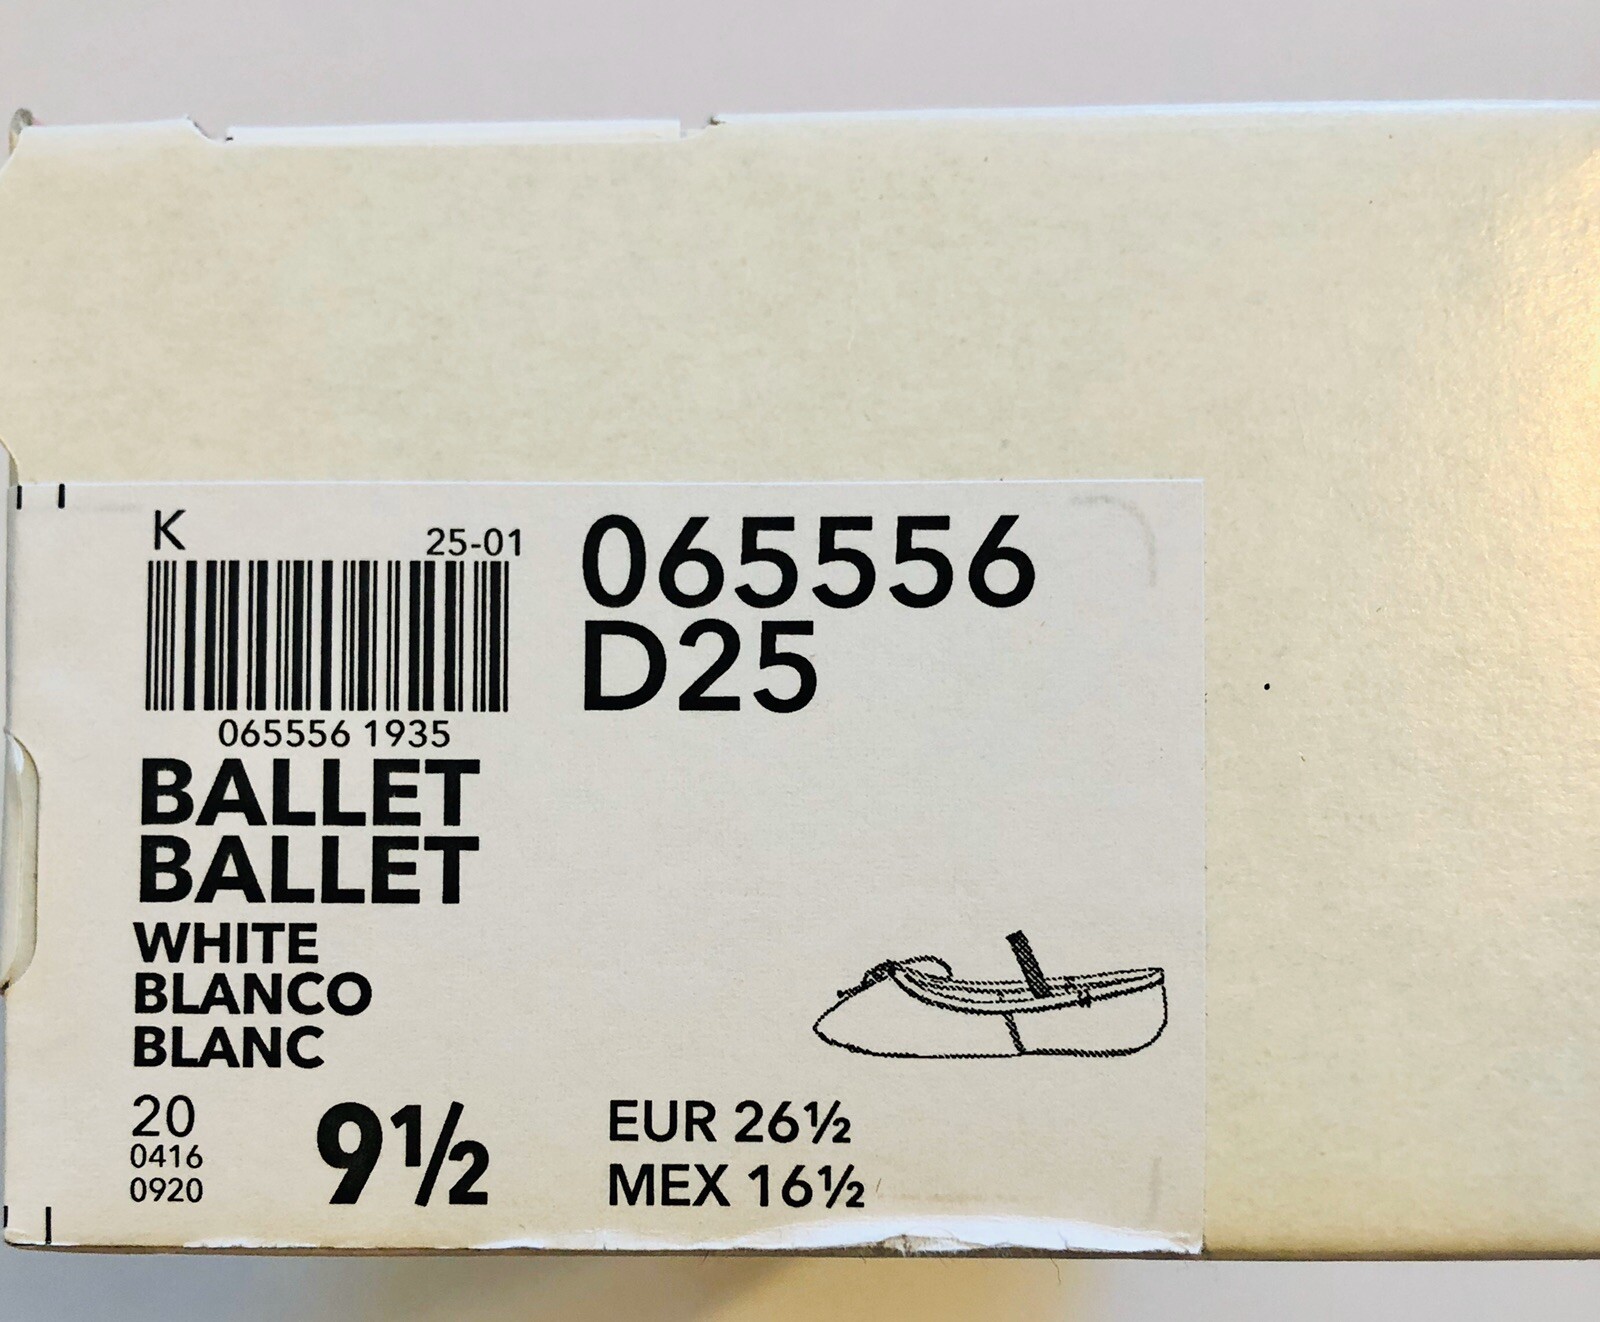 K
25-01
065556 1935
065556
D25
BALLET
BALLET
WHITE
BLANCO
BLANC
20
0416
0920
9½
EUR 26½
MEX 16½